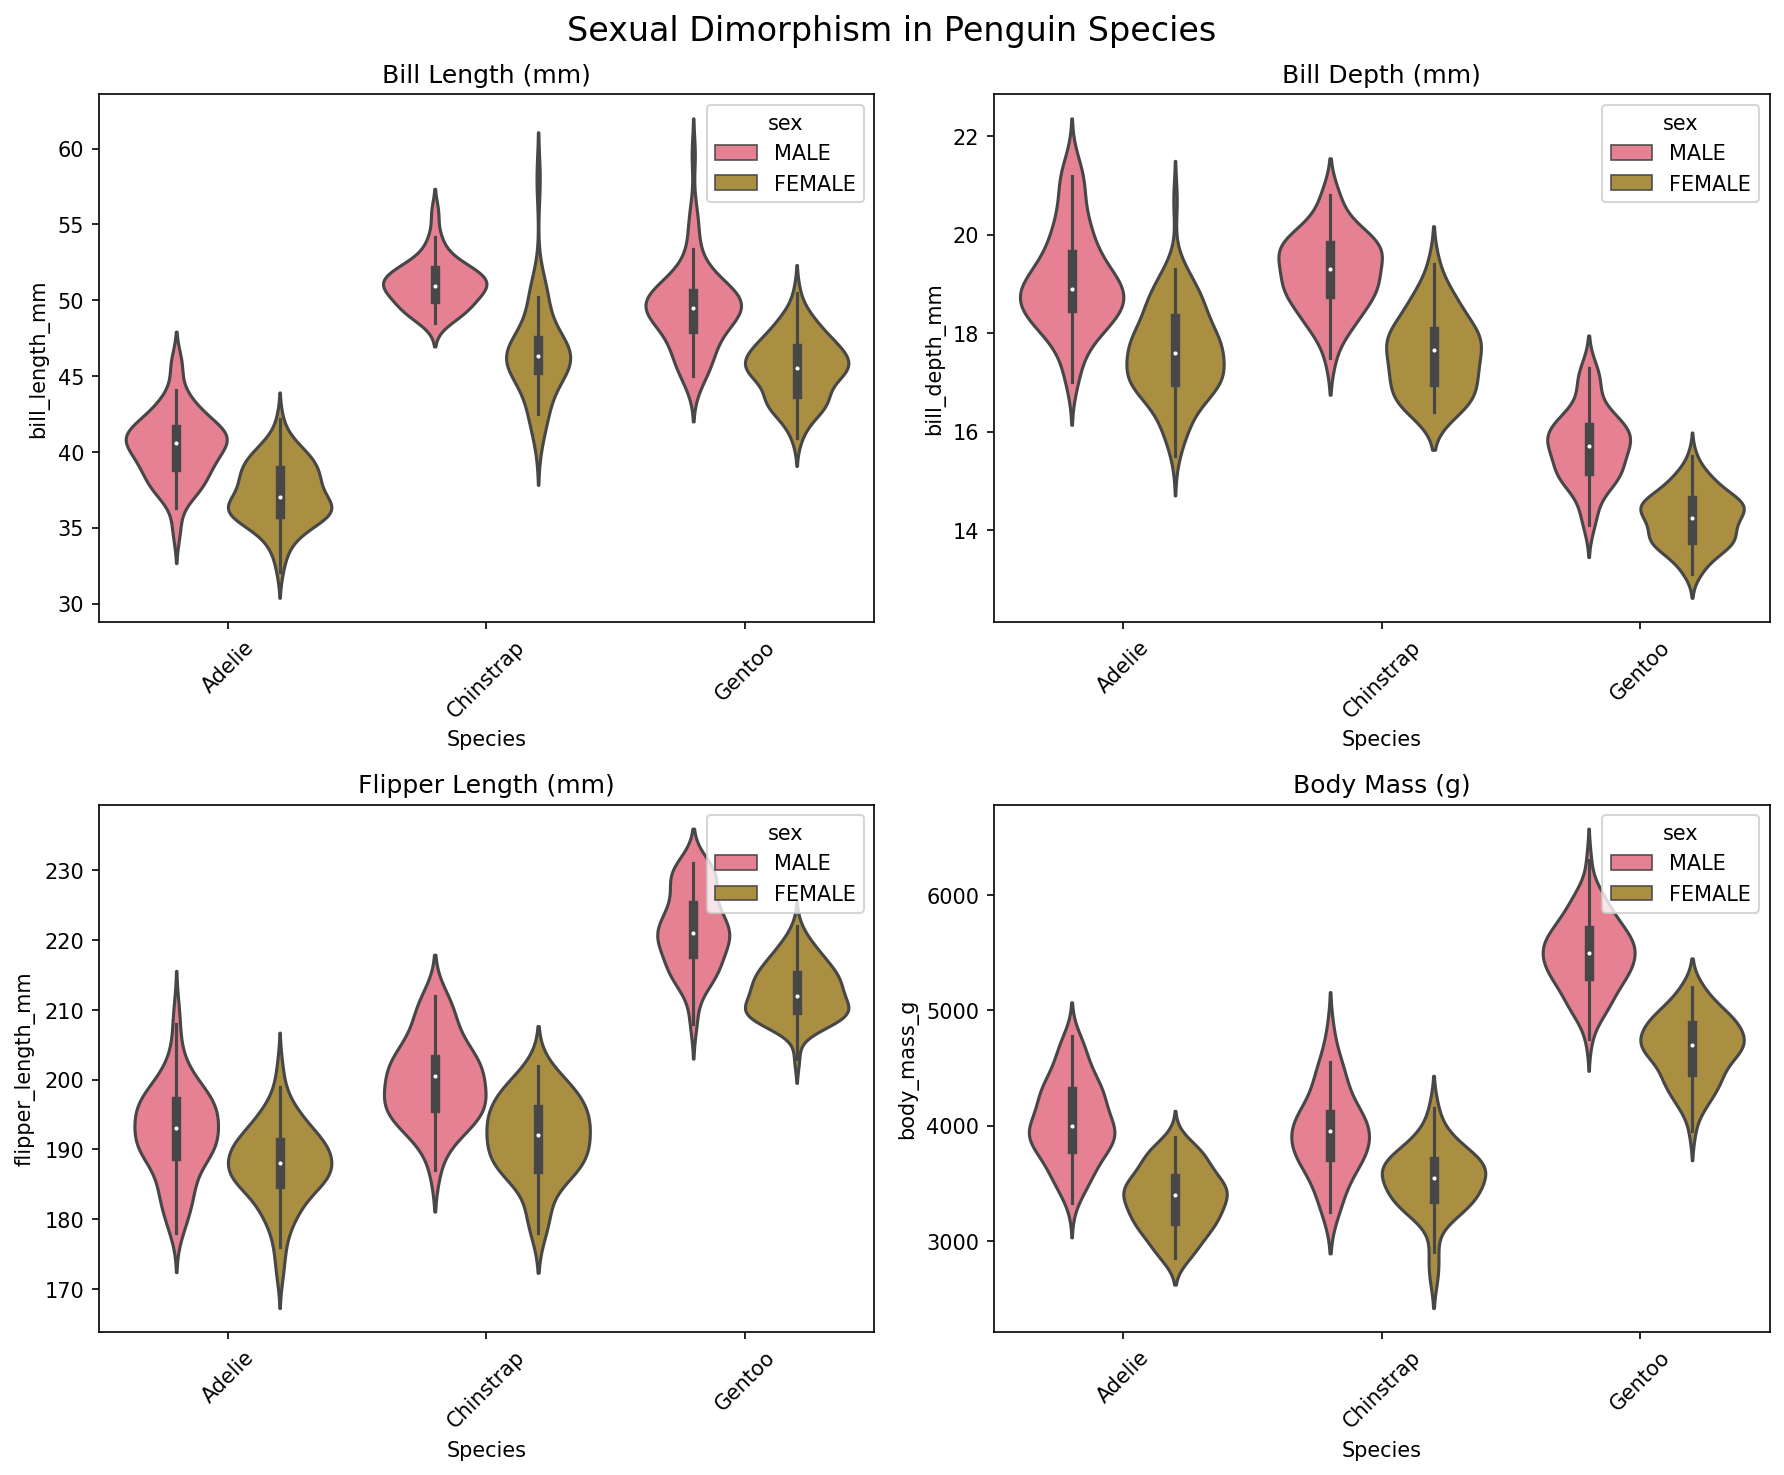 Sexual Dimorphism in Penguin Species
Bill Length (mm)
bill_length_mm
60
55
50
45
40
35
30
sex
MALE
FEMALE
Adelie
Chinstrap
Gentoo
Species
Bill Depth (mm)
bill_depth_mm
22
20
18
16
14
sex
MALE
FEMALE
Adelie
Chinstrap
Gentoo
Species
Flipper Length (mm)
flipper_length_mm
230
220
210
200
190
180
170
sex
MALE
FEMALE
Adelie
Chinstrap
Gentoo
Species
Body Mass (g)
body_mass_g
6000
5000
4000
3000
sex
MALE
FEMALE
Adelie
Chinstrap
Gentoo
Species